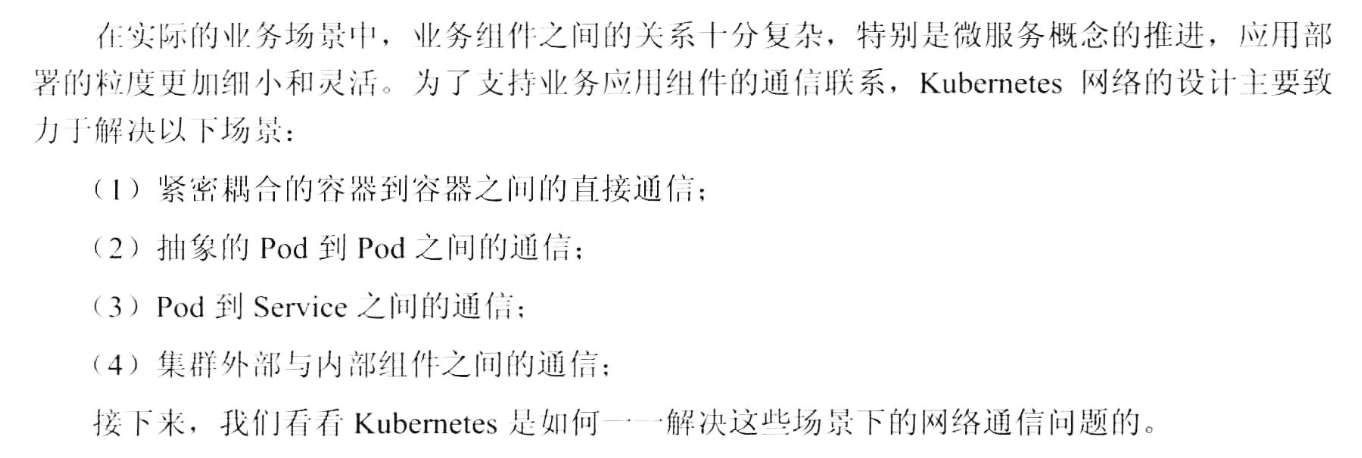 在实际的业务场景中，业务组件之间的关系十分复杂，特别是微服务概念的推进，应用部
署的粒度更加细小和灵活。为了支持业务应用组件的通信联系，Kubernetes 网络的设计主要致
力于解决以下场景：
（1）紧密耦合的容器到容器之间的直接通信；
（2）抽象的 Pod 到 Pod 之间的通信；
（3）Pod 到 Service 之间的通信；
（4）集群外部与内部组件之间的通信；
接下来，我们看看 Kubernetes 是如何一一解决这些场景下的网络通信问题的。